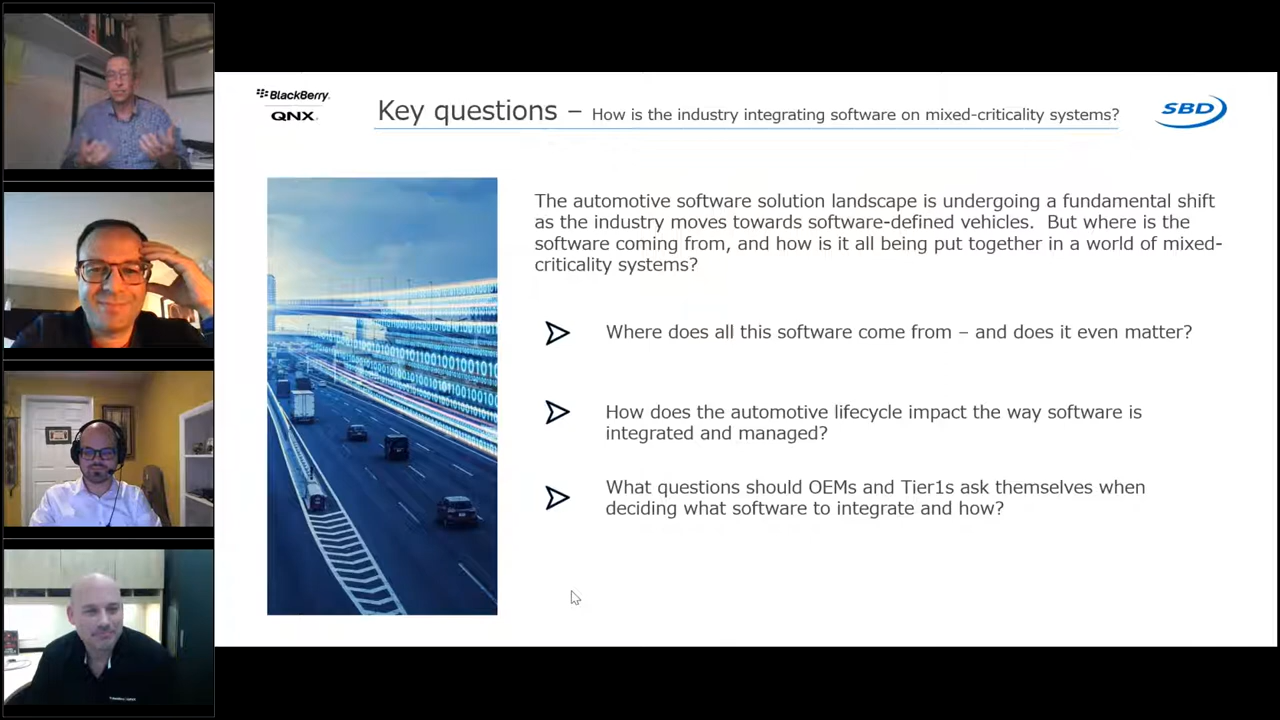 BlackBerry
QNX
Key questions – How is the industry integrating software on mixed-criticality systems?
SBD
The automotive software solution landscape is undergoing a fundamental shift
as the industry moves towards software-defined vehicles. But where is the
software coming from, and how is it all being put together in a world of mixed-
criticality systems?
Where does all this software come from – and does it even matter?
How does the automotive lifecycle impact the way software is
integrated and managed?
What questions should OEMs and Tier1s ask themselves when
deciding what software to integrate and how?